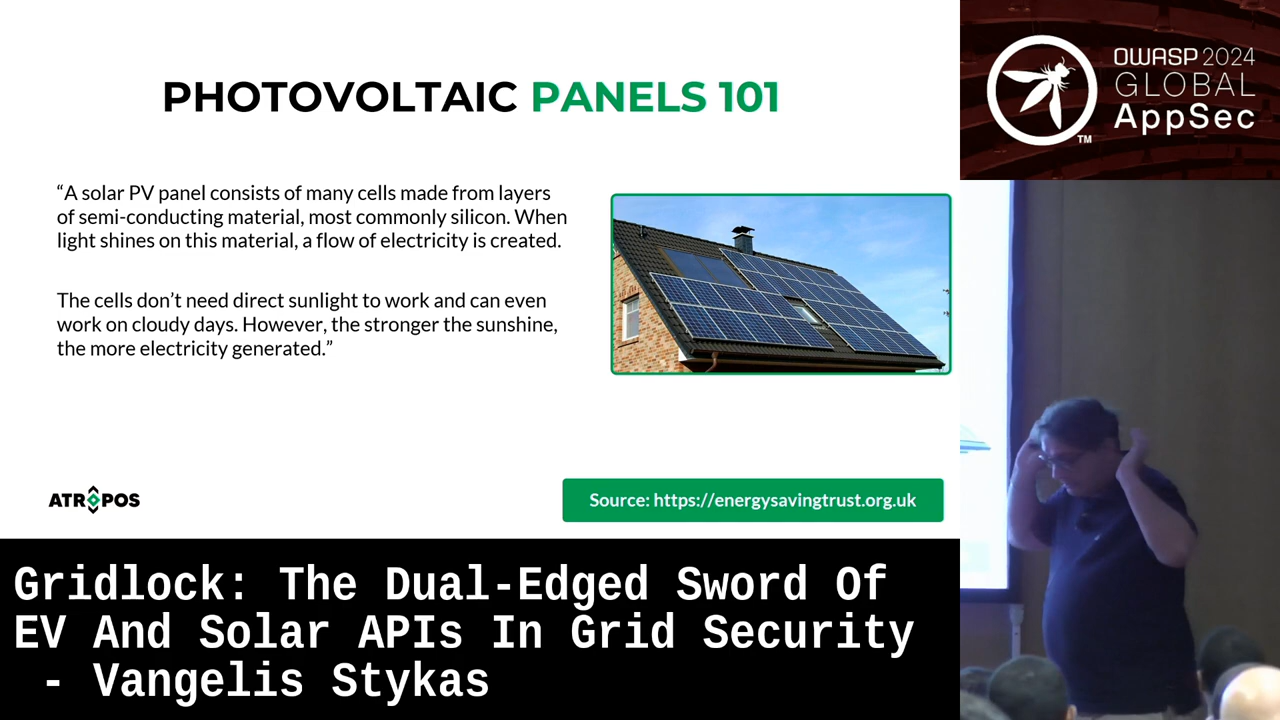 PHOTOVOLTAIC PANELS 101
“A solar PV panel consists of many cells made from layers
of semi-conducting material, most commonly silicon. When
light shines on this material, a flow of electricity is created.
The cells don’t need direct sunlight to work and can even
work on cloudy days. However, the stronger the sunshine,
the more electricity generated.”
ATROPOS
Source: https://energysavingtrust.org.uk
OWASP 2024
GLOBAL
AppSec
TM
Gridlock: The Dual-Edged Sword Of
EV And Solar APIs In Grid Security
- Vangelis Stykas